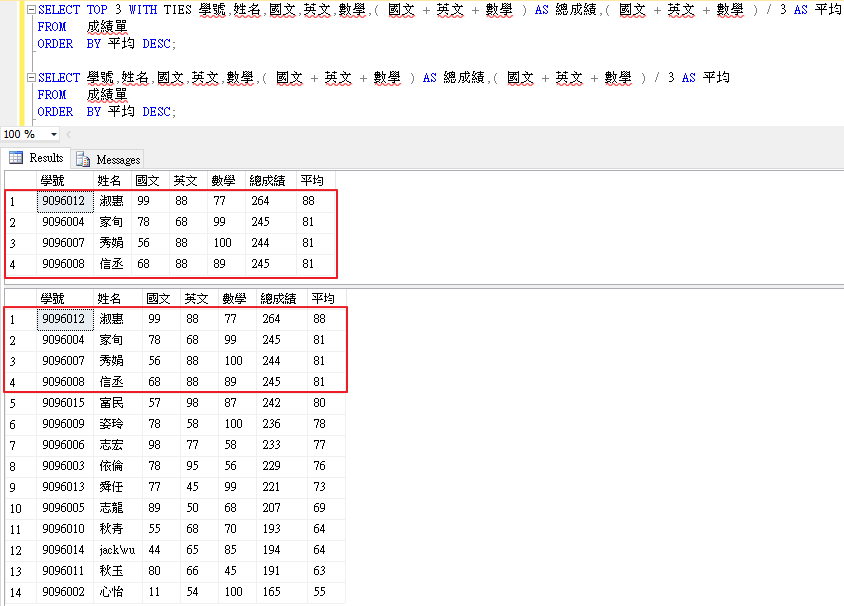 SELECT TOP 3 WITH TIES 學號,姓名,國文,英文,數學,( 國文 + 英文 + 數學 ) AS 總成績,( 國文 + 英文 + 數學 ) / 3 AS 平均
FROM 成績單
ORDER BY 平均 DESC;
SELECT 學號,姓名,國文,英文,數學,( 國文 + 英文 + 數學 ) AS 總成績,( 國文 + 英文 + 數學 ) / 3 AS 平均
FROM 成績單
ORDER BY 平均 DESC;
100 %
Results Messages
學號 姓名 國文 英文 數學 總成績 平均
1 9096012 淑惠 99 88 77 264 88
2 9096004 家旬 78 68 99 245 81
3 9096007 秀娟 56 88 100 244 81
4 9096008 信丞 68 88 89 245 81
學號 姓名 國文 英文 數學 總成績 平均
1 9096012 淑惠 99 88 77 264 88
2 9096004 家旬 78 68 99 245 81
3 9096007 秀娟 56 88 100 244 81
4 9096008 信丞 68 88 89 245 81
5 9096015 富民 57 98 87 242 80
6 9096009 姿玲 78 58 100 236 78
7 9096006 志宏 98 77 58 233 77
8 9096003 依倫 78 95 56 229 76
9 9096013 舜任 77 45 99 221 73
10 9096005 志龍 89 50 68 207 69
11 9096010 秋青 55 68 70 193 64
12 9096014 jackwu 44 65 85 194 64
13 9096011 秋玉 80 66 45 191 63
14 9096002 心怡 11 54 100 165 55